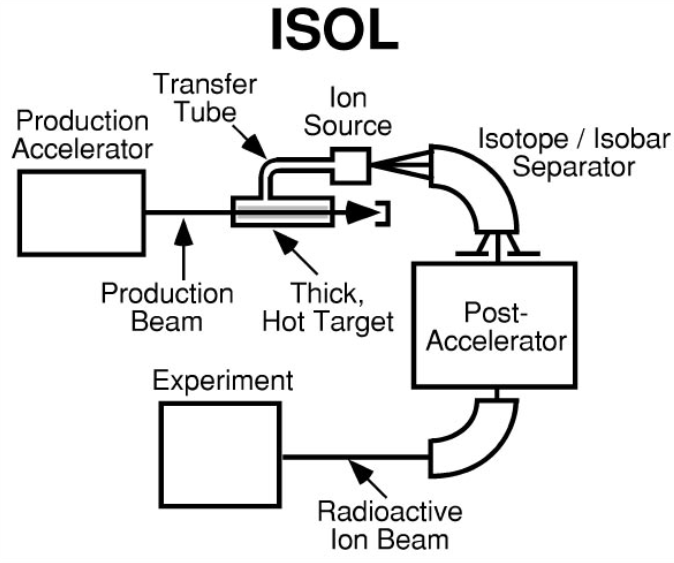 ISOL
Transfer
Tube
Ion
Source
Production
Accelerator
Isotope / Isobar
Separator
Production
Beam
Thick,
Hot Target
Post-
Accelerator
Experiment
Radioactive
Ion Beam